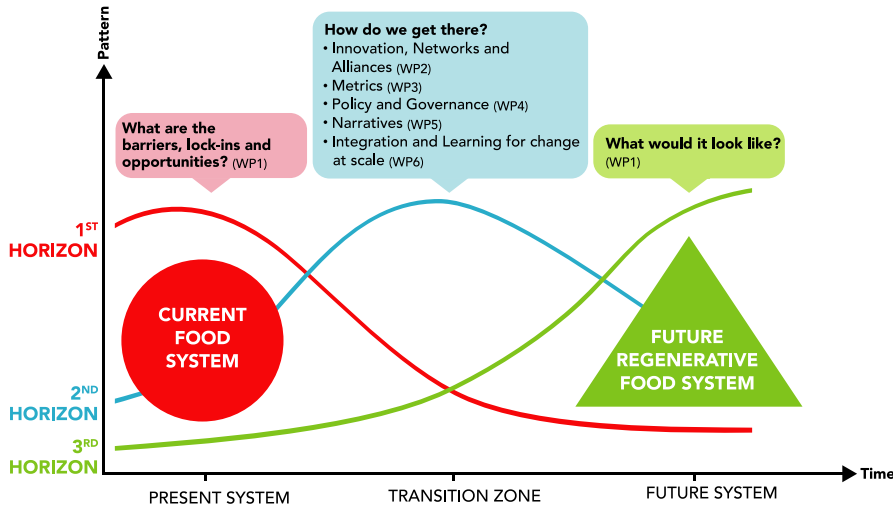 Pattern
How do we get there?
• Innovation, Networks and
Alliances (WP2)
• Metrics (WP3)
• Policy and Governance (WP4)
• Narratives (WP5)
• Integration and Learning for change
at scale (WP6)
What are the
barriers, lock-ins and
opportunities? (WP1)
What would it look like?
(WP1)
1ST
HORIZON
CURRENT
FOOD
SYSTEM
FUTURE
REGENERATIVE
FOOD SYSTEM
2ND
HORIZON
3RD
HORIZON
Time
PRESENT SYSTEM
TRANSITION ZONE
FUTURE SYSTEM